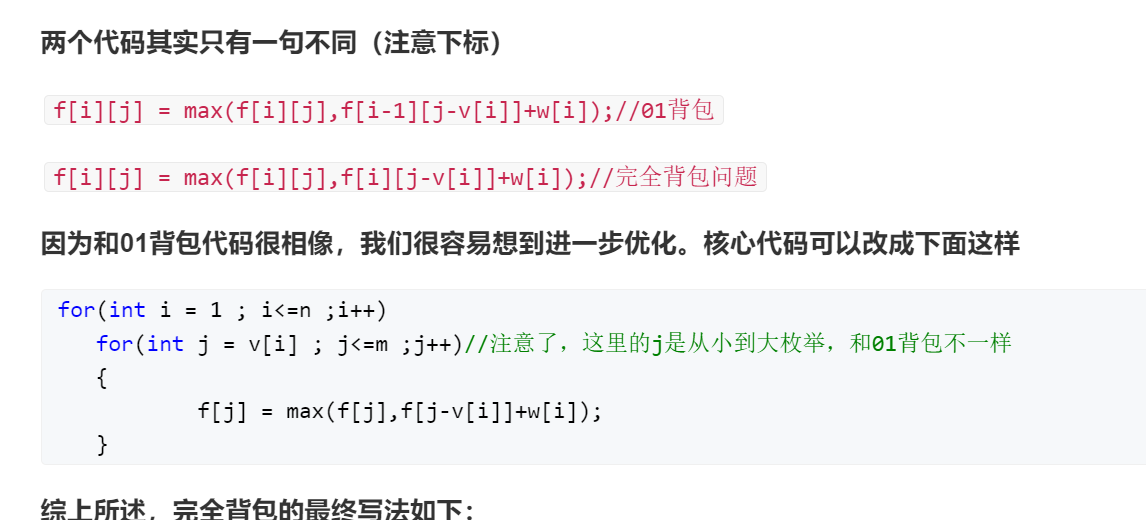 两个代码其实只有一句不同（注意下标）
f[i][j] = max(f[i][j],f[i-1][j-v[i]]+w[i]);//01背包
f[i][j] = max(f[i][j],f[i][j-v[i]]+w[i]);//完全背包问题
因为和01背包代码很相像，我们很容易想到进一步优化。核心代码可以改成下面这样
for(int i = 1 ; i<=n ;i++)
for(int j = v[i] ; j<=m ;j++)//注意了，这里的j是从小到大枚举，和01背包不一样
{
f[j] = max(f[j],f[j-v[i]]+w[i]);
}
综上所述，完全背包的最终写法如下：